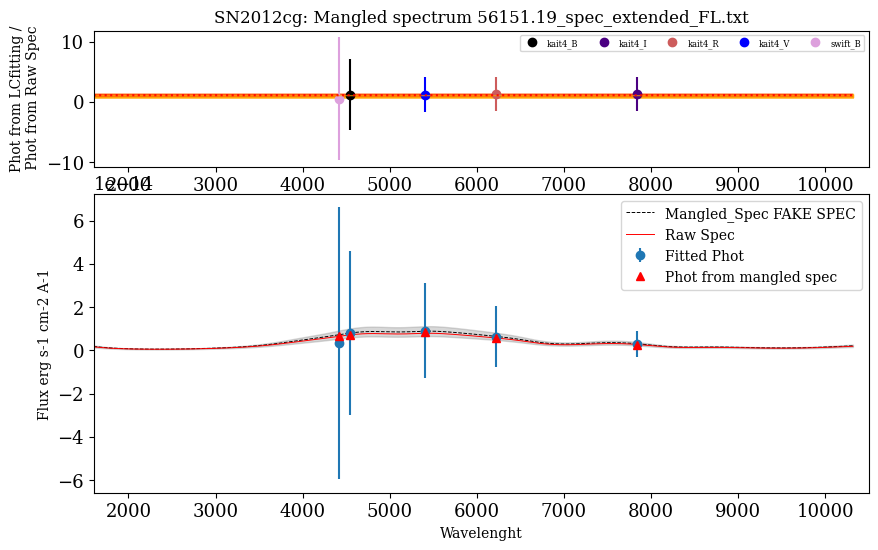 SN2012cg: Mangled spectrum 56151.19_spec_extended_FL.txt
Phot from LCfitting /
Phot from Raw Spec
10
0
−10
kait4_B kait4_I kait4_R kait4_V swift_B
2000 3000 4000 5000 6000 7000 8000 9000 10000
1e−14
Flux erg s-1 cm-2 A-1
6
4
2
0
−2
−4
−6
Mangled_Spec FAKE SPEC
Raw Spec
Fitted Phot
Phot from mangled spec
2000 3000 4000 5000 6000 7000 8000 9000 10000
Wavelenght